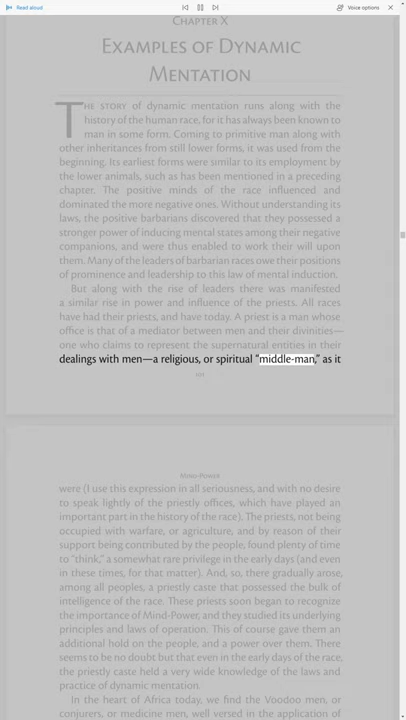 Read aloud
Voice options
CHAPTER X
EXAMPLES OF DYNAMIC
MENTATION
THE STORY of dynamic mentation runs along with the
history of the human race, for it has always been known to
man in some form. Coming to primitive man along with
other inheritances from still lower forms, it was used from the
beginning. Its earliest forms were similar to its employment by
the lower animals, such as has been mentioned in a preceding
chapter. The positive minds of the race influenced and
dominated the more negative ones. Without understanding its
laws, the positive barbarians discovered that they possessed a
stronger power of inducing mental states among their negative
companions, and were thus enabled to work their will upon
them. Many of the leaders of barbarian races owe their positions
of prominence and leadership to this law of mental induction.
But along with the rise of leaders there was manifested
a similar rise in power and influence of the priests. All races
have had their priests, and have today. A priest is a man whose
office is that of a mediator between men and their divinities—
one who claims to represent the supernatural entities in their
dealings with men—a religious, or spiritual “middle-man,” as it
MIND-POWER
were (I use this expression in all seriousness, and with no desire
to speak lightly of the priestly offices, which have played an
important part in the history of the race). The priests, not being
occupied with warfare, or agriculture, and by reason of their
support being contributed by the people, found plenty of time
to “think,” a somewhat rare privilege in the early days (and even
in these times, for that matter). And, so, there gradually arose,
among all peoples, a priestly caste that possessed the bulk of
intelligence of the race. These priests soon began to recognize
the importance of Mind-Power, and they studied its underlying
principles and laws of operation. This of course gave them an
additional hold on the people, and a power over them. There
seems to be no doubt but that even in the early days of the race,
the priestly caste held a very wide knowledge of the laws and
practice of dynamic mentation.
In the heart of Africa today, we find the Voodoo men, or
conjurers, or medicine men, well versed in the application of